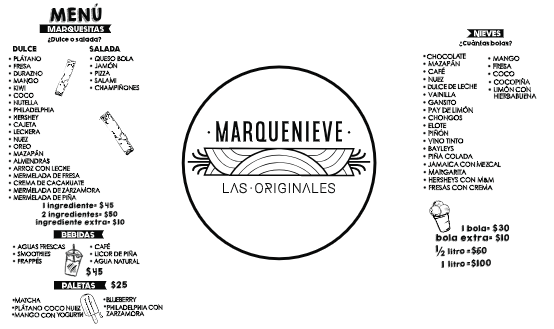 MENÚ
MARQUESITAS
¿Dulce o salada?
DULCE
• PLÁTANO
• FRESA
• DURAZNO
• MANGO
• KIWI
• COCO
• NUTELLA
• PHILADELPHIA
• HERSHEY
• CAJETA
• LECKERA
• NUEZ
• OREO
• MAZAPÁN
• ALMENDRAS
• ARROZ CON LECHE
• MERMELADA DE FRESA
• CREMA DE CACAHUATE
• MERMELADA DE ZARZAMORA
• MERMELADA DE PIÑA
SALADA
• QUESO BOLA
• JAMÓN
• PIZZA
• SALAMI
• CHAMPIÑONES
1 ingrediente= $45
2 ingredientes= $50
ingrediente extra= $10
BEBIDAS
• AGUAS FRESCAS
• SMOOTHIES
• FRAPPÉS
• CAFÉ
• LICOR DE PIÑA
• AGUA NATURAL
$45
PALETAS $25
•MATCHA
•PLÁTANO COCO NUEZ
•MANGO CON YOGURTH
•BLUEBERRY
•PHILADELPHIA CON
ZARZAMORA
· MARQUENIEVE ·
LAS·ORIGINALES
NIEVES
¿Cuántas bolas?
• CHOCOLATE
• MAZAPÁN
• CAFÉ
• NUEZ
• DULCE DE LECHE
• VAINILLA
• GANSITO
• PAY DE LIMÓN
• CHONGOS
• ELOTE
• PIÑÓN
• VINO TINTO
• BAYLEYS
• PIÑA COLADA
• JAMAICA CON MEZCAL
• MARGARITA
• HERSHEYS CON M&M
• FRESAS CON CREMA
• MANGO
• FRESA
• COCO
• COCOPIÑA
• LIMÓN CON
HIERBABUENA
1 bola= $30
bola extra= $10
1/2 litro =$60
1 litro =$100